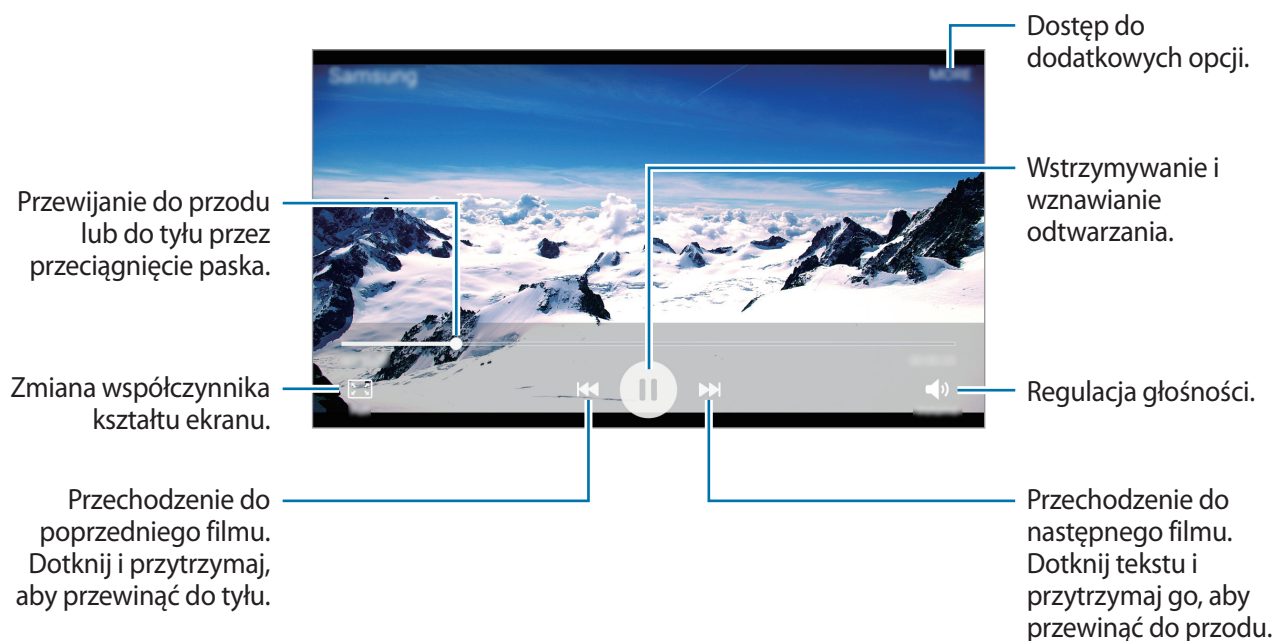 Dostęp do
dodatkowych opcji.
Samsung
MORE
Wstrzymywanie i
wznawianie
odtwarzania.
Przewijanie do przodu
lub do tyłu przez
przeciągnięcie paska.
Zmiana współczynnika
kształtu ekranu.
Regulacja głośności.
Przechodzenie do
poprzedniego filmu.
Dotknij i przytrzymaj,
aby przewinąć do tyłu.
Przechodzenie do
następnego filmu.
Dotknij tekstu i
przytrzymaj go, aby
przewinąć do przodu.